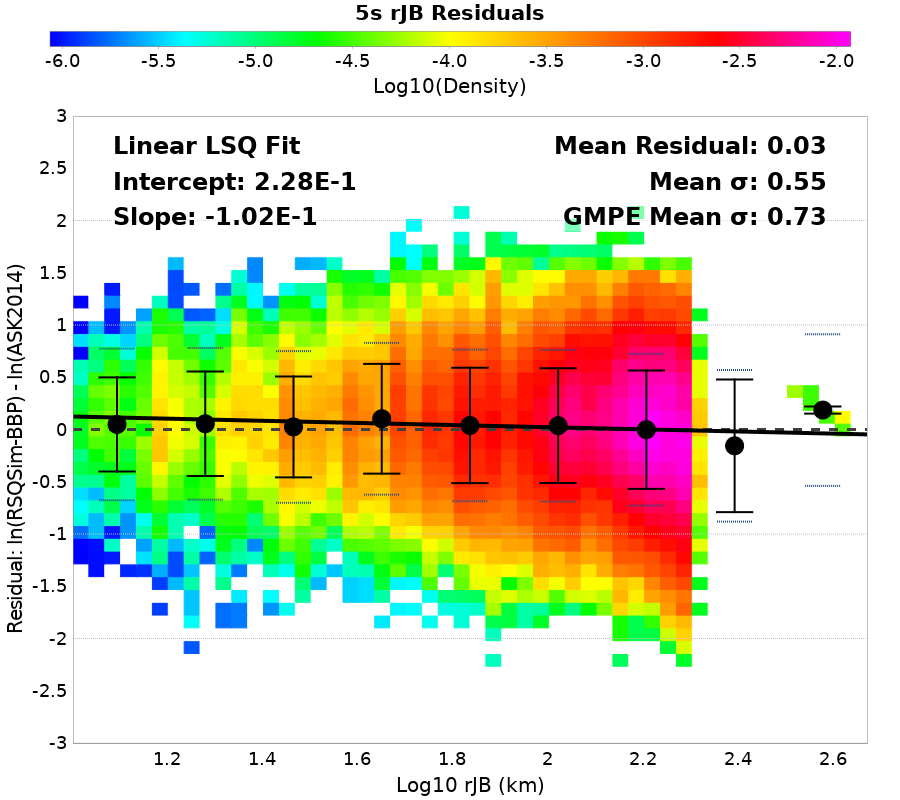 5s rJB Residuals
-6.0 -5.5 -5.0 -4.5 -4.0 -3.5 -3.0 -2.5 -2.0
Log10(Density)
Linear LSQ Fit
Intercept: 2.28E-1
Slope: -1.02E-1
Mean Residual: 0.03
Mean σ: 0.55
GMPE Mean σ: 0.73
Residual: ln(RSQSim-BBP) - ln(ASK2014)
3
2.5
2
1.5
1
0.5
0
-0.5
-1
-1.5
-2
-2.5
-3
1.2 1.4 1.6 1.8 2 2.2 2.4 2.6
Log10 rJB (km)